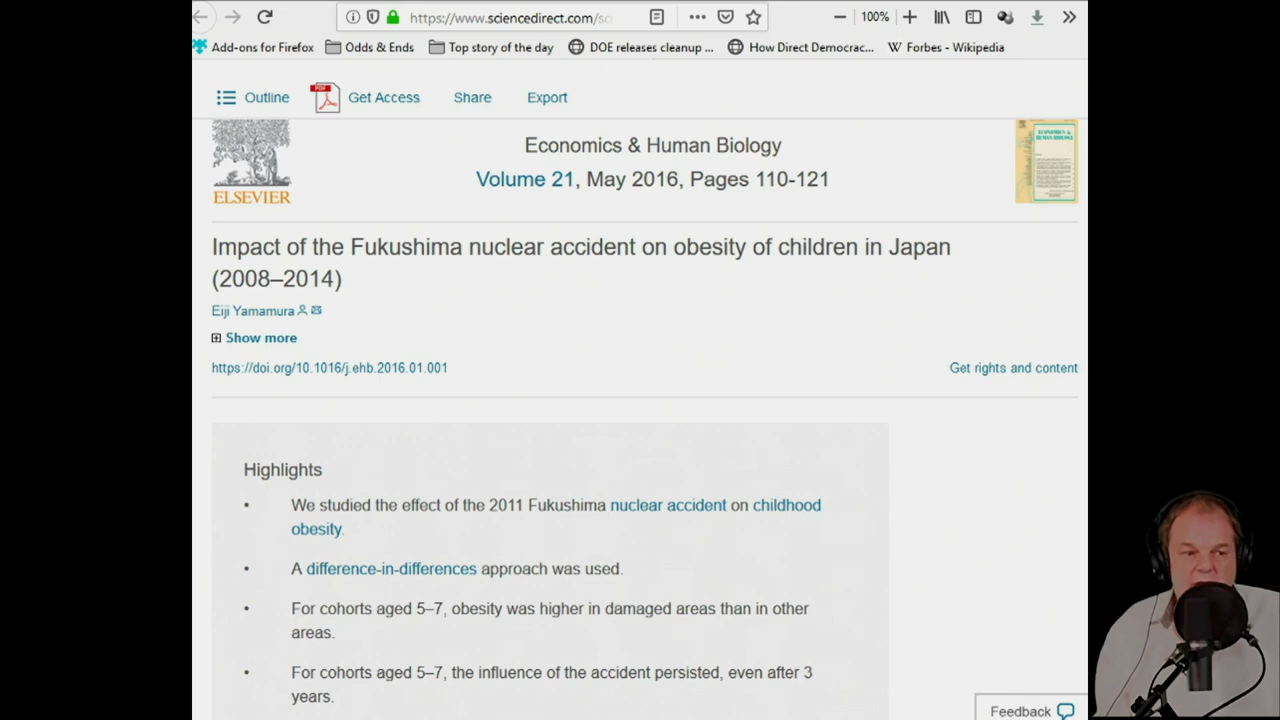 https://www.sciencedirect.com/sc
100%
Add-ons for Firefox
Odds & Ends
Top story of the day
DOE releases cleanup ...
How Direct Democrac...
W Forbes - Wikipedia
Outline
PDF
Get Access
Share
Export
ELSEVIER
Economics & Human Biology
Volume 21, May 2016, Pages 110-121
ECONOMICS &
HUMAN BIOLOGY
Impact of the Fukushima nuclear accident on obesity of children in Japan
(2008–2014)
Eiji Yamamura
Show more
https://doi.org/10.1016/j.ehb.2016.01.001
Get rights and content
Highlights
• We studied the effect of the 2011 Fukushima nuclear accident on childhood
obesity.
• A difference-in-differences approach was used.
• For cohorts aged 5–7, obesity was higher in damaged areas than in other
areas.
• For cohorts aged 5–7, the influence of the accident persisted, even after 3
years.
Feedback